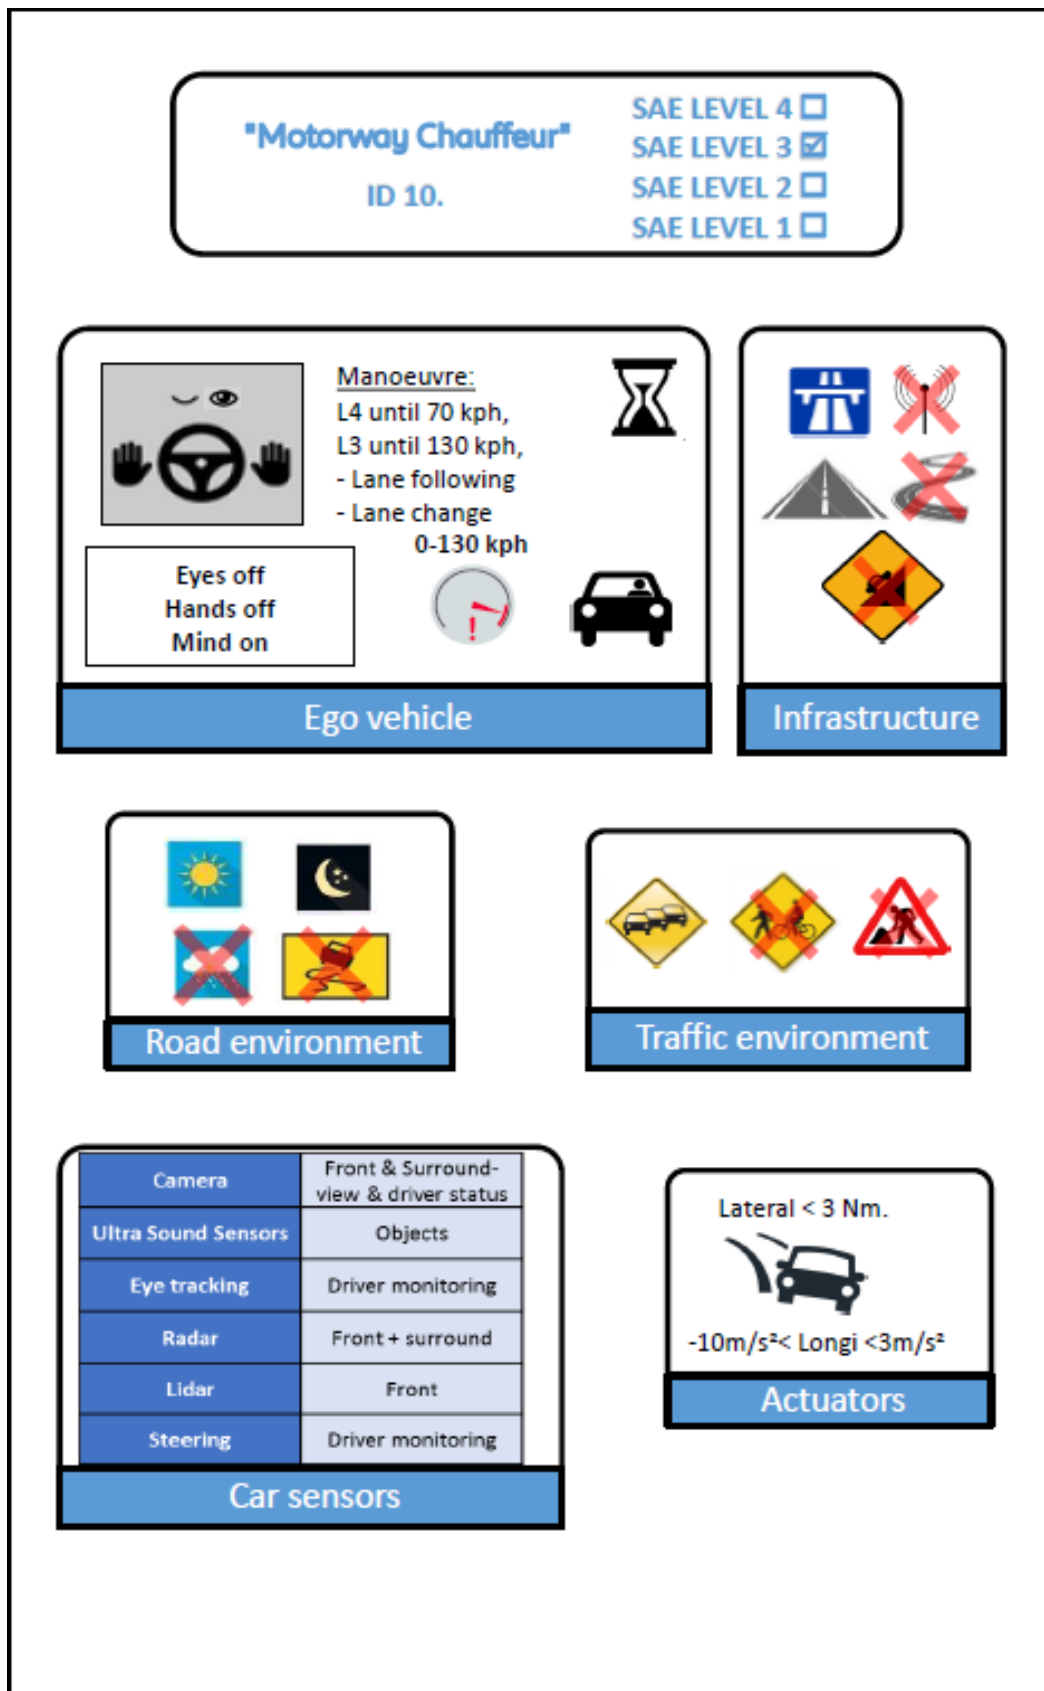 "Motorway Chauffeur"
ID 10.
SAE LEVEL 4
SAE LEVEL 3
SAE LEVEL 2
SAE LEVEL 1
Manoeuvre:
L4 until 70 kph,
L3 until 130 kph,
- Lane following
- Lane change
0-130 kph
!
Eyes off
Hands off
Mind on
Ego vehicle
Infrastructure
Road environment
Traffic environment
Camera
Front & Surround-
view & driver status
Ultra Sound Sensors
Objects
Eye tracking
Driver monitoring
Radar
Front + surround
Lidar
Front
Steering
Driver monitoring
Car sensors
Lateral < 3 Nm.
-10m/s²< Longi <3m/s²
Actuators